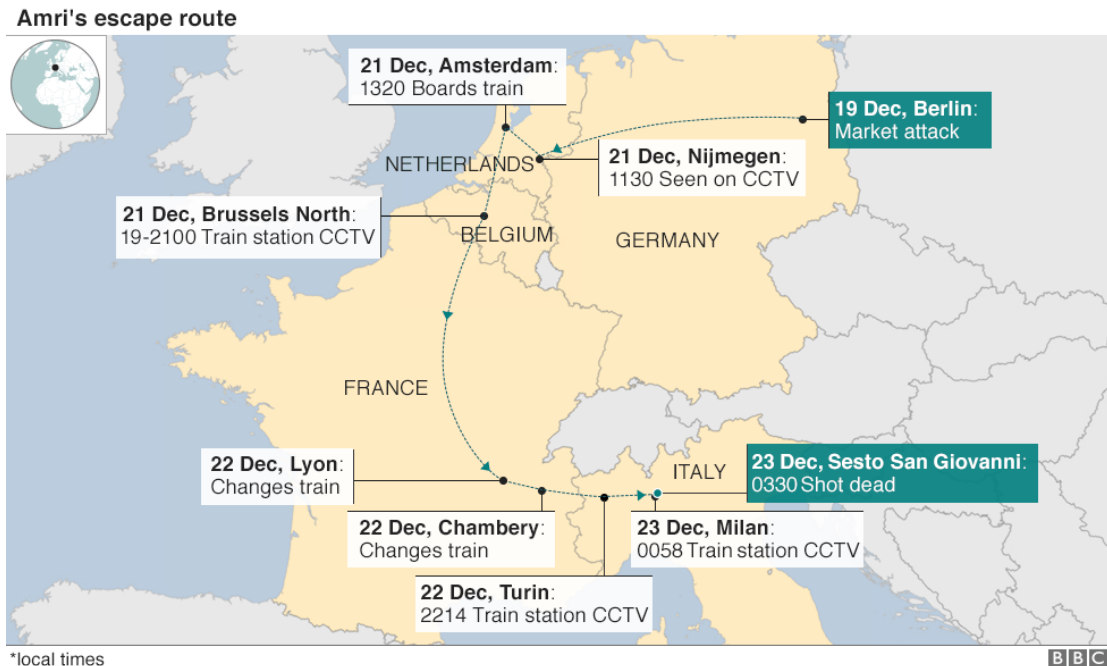 Amri's escape route
21 Dec, Amsterdam:
1320 Boards train
19 Dec, Berlin:
Market attack
NETHERLANDS
21 Dec, Nijmegen:
1130 Seen on CCTV
21 Dec, Brussels North:
19-2100 Train station CCTV
BELGIUM
GERMANY
FRANCE
22 Dec, Lyon:
Changes train
ITALY
23 Dec, Sesto San Giovanni:
0330 Shot dead
22 Dec, Chambery:
Changes train
23 Dec, Milan:
0058 Train station CCTV
22 Dec, Turin:
2214 Train station CCTV
*local times
BBC